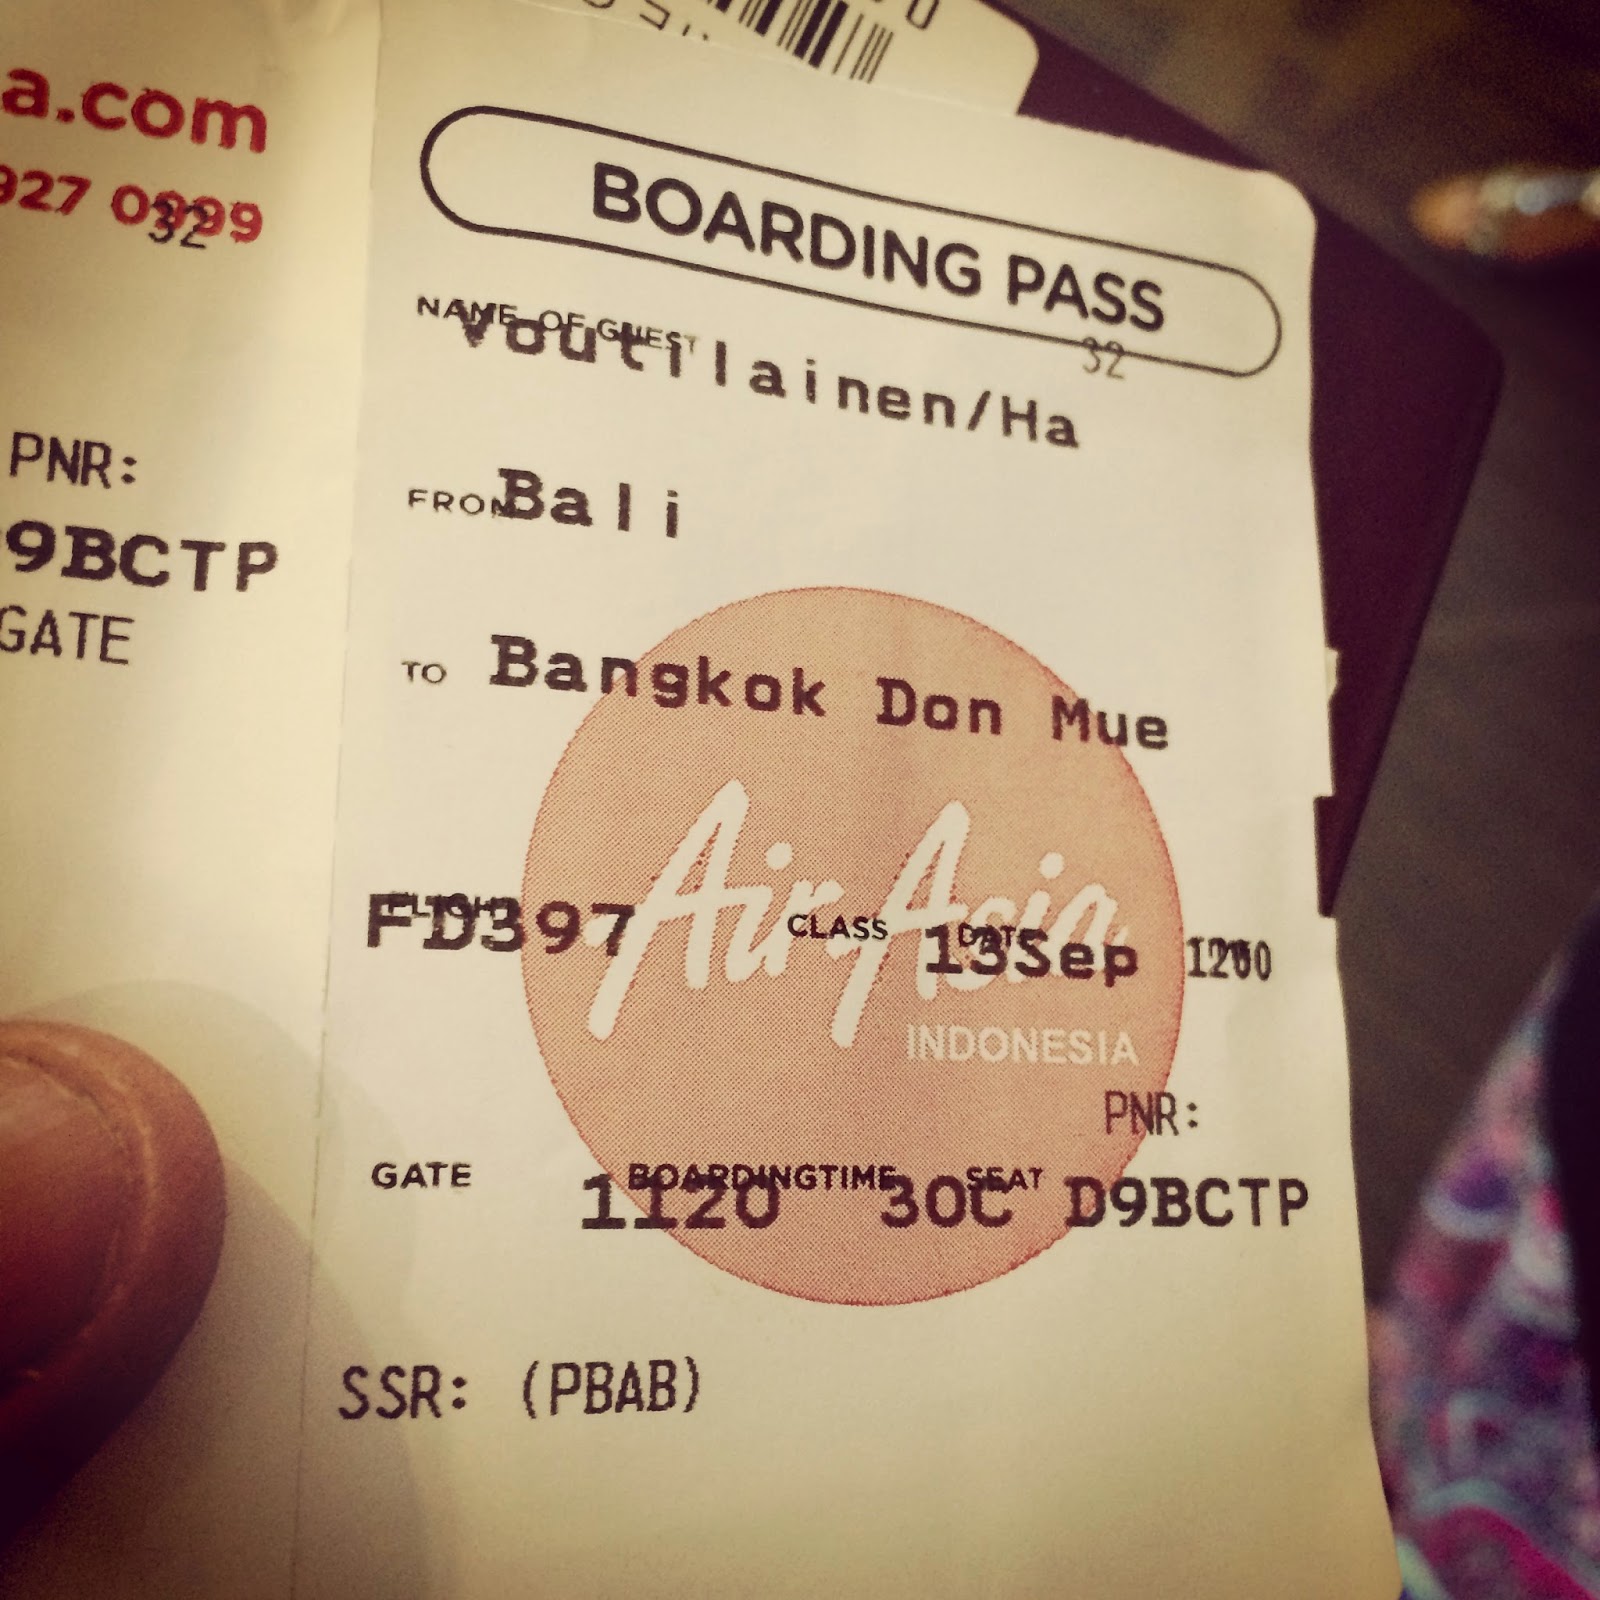 a.com
927 0999
32
PNR:
9BCTP
GATE
BOARDING PASS
32
NAME OF GUEST
Voutilainen/Ha
FROM Bali
TO Bangkok Don Mue
AirAsia
INDONESIA
FLIGHT CLASS DATE
FD397 13Sep
PNR:
GATE BOARDINGTIME SEAT
1120 30C D9BCTP
SSR: (PBAB)